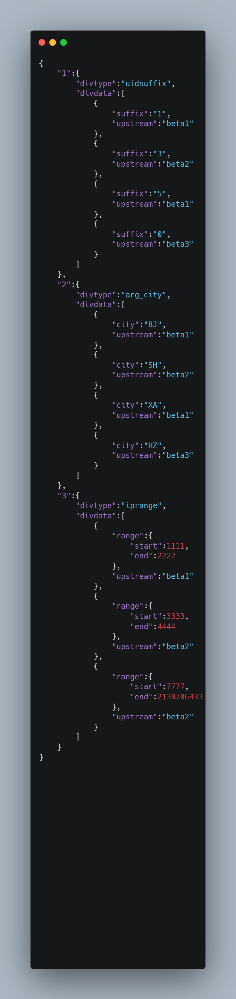 {
    "1":{
        "divtype":"uidsuffix",
        "divdata":[
            {
                "suffix":"1",
                "upstream":"beta1"
            },
            {
                "suffix":"3",
                "upstream":"beta2"
            },
            {
                "suffix":"5",
                "upstream":"beta1"
            },
            {
                "suffix":"0",
                "upstream":"beta3"
            }
        ]
    },
    "2":{
        "divtype":"arg_city",
        "divdata":[
            {
                "city":"BJ",
                "upstream":"beta1"
            },
            {
                "city":"SH",
                "upstream":"beta2"
            },
            {
                "city":"XA",
                "upstream":"beta1"
            },
            {
                "city":"HZ",
                "upstream":"beta3"
            }
        ]
    },
    "3":{
        "divtype":"iprange",
        "divdata":[
            {
                "range":{
                    "start":1111,
                    "end":2222
                },
                "upstream":"beta1"
            },
            {
                "range":{
                    "start":3333,
                    "end":4444
                },
                "upstream":"beta2"
            },
            {
                "range":{
                    "start":7777,
                    "end":2130706433
                },
                "upstream":"beta2"
            }
        ]
    }
}